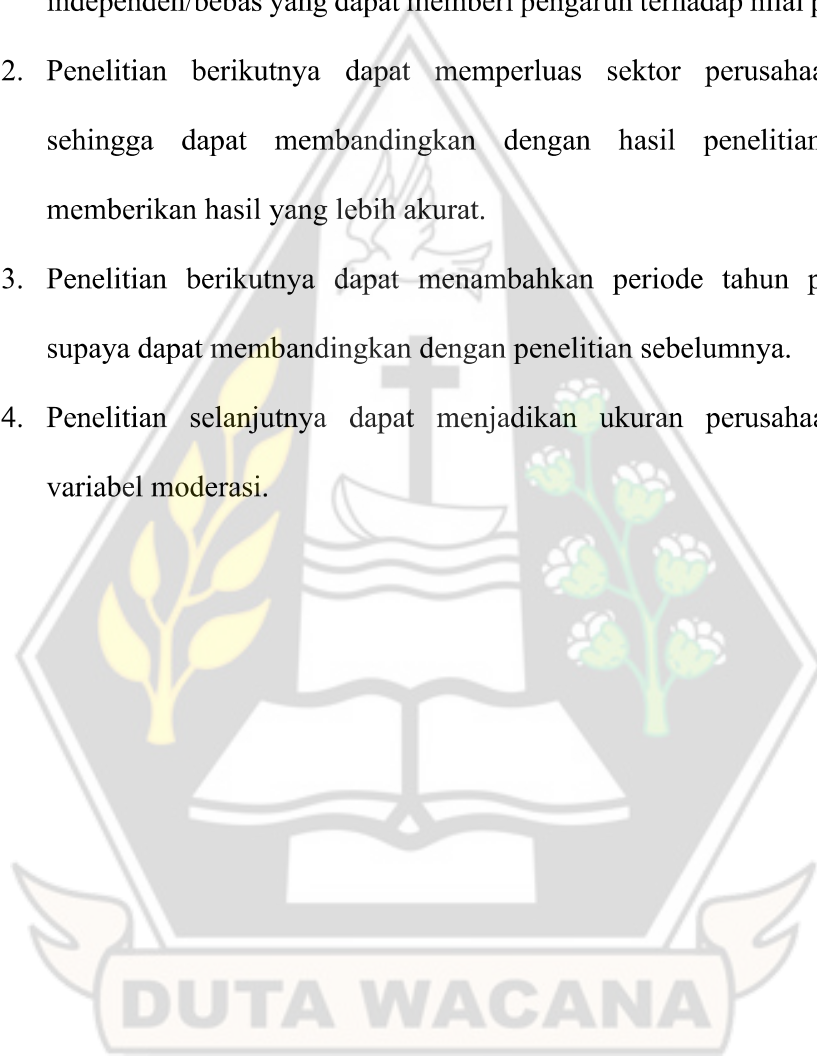 independen/bebas yang dapat memberi pengaruh terhadap nilai p
2. Penelitian berikutnya dapat memperluas sektor perusahaa
sehingga dapat membandingkan dengan hasil penelitian
memberikan hasil yang lebih akurat.
3. Penelitian berikutnya dapat menambahkan periode tahun p
supaya dapat membandingkan dengan penelitian sebelumnya.
4. Penelitian selanjutnya dapat menjadikan ukuran perusahaa
variabel moderasi.
DUTA WACANA